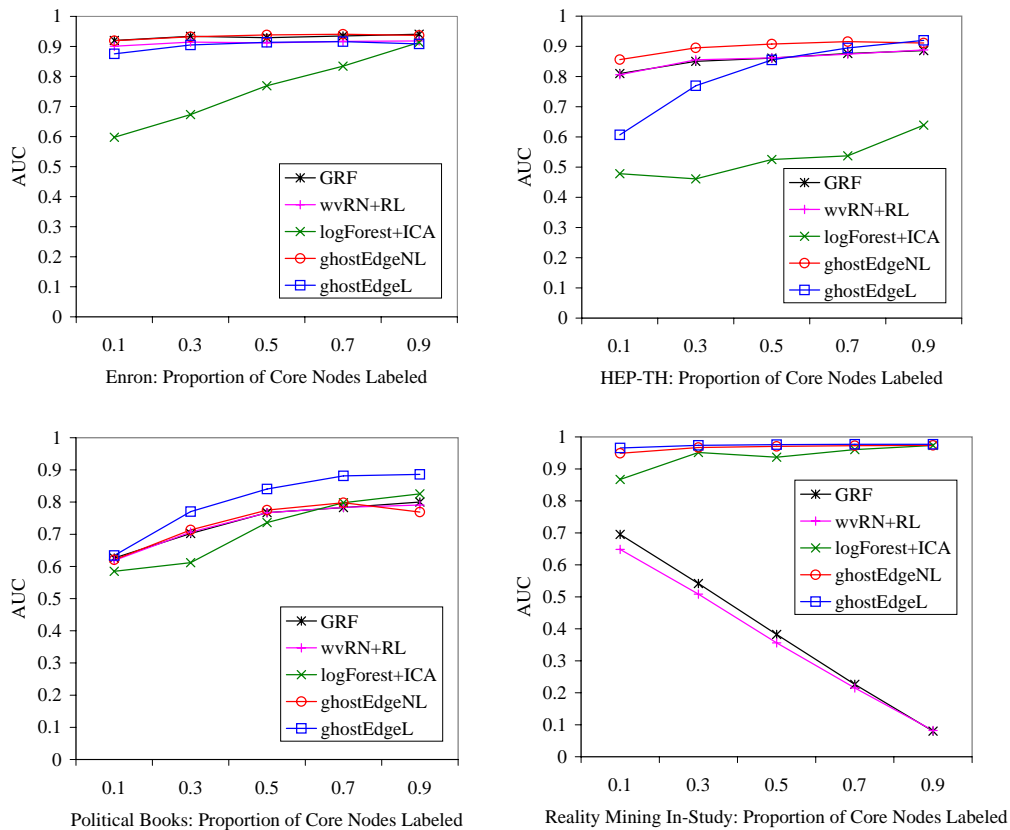 1
0.9
0.8
0.7
0.6
0.5
0.4
0.3
0.2
0.1
0
AUC
GRF
wvRN+RL
logForest+ICA
ghostEdgeNL
ghostEdgeL
0.1 0.3 0.5 0.7 0.9
Enron: Proportion of Core Nodes Labeled
1
0.9
0.8
0.7
0.6
0.5
0.4
0.3
0.2
0.1
0
AUC
GRF
wvRN+RL
logForest+ICA
ghostEdgeNL
ghostEdgeL
0.1 0.3 0.5 0.7 0.9
HEP-TH: Proportion of Core Nodes Labeled
1
0.9
0.8
0.7
0.6
0.5
0.4
0.3
0.2
0.1
0
AUC
GRF
wvRN+RL
logForest+ICA
ghostEdgeNL
ghostEdgeL
0.1 0.3 0.5 0.7 0.9
Political Books: Proportion of Core Nodes Labeled
1
0.9
0.8
0.7
0.6
0.5
0.4
0.3
0.2
0.1
0
AUC
GRF
wvRN+RL
logForest+ICA
ghostEdgeNL
ghostEdgeL
0.1 0.3 0.5 0.7 0.9
Reality Mining In-Study: Proportion of Core Nodes Labeled